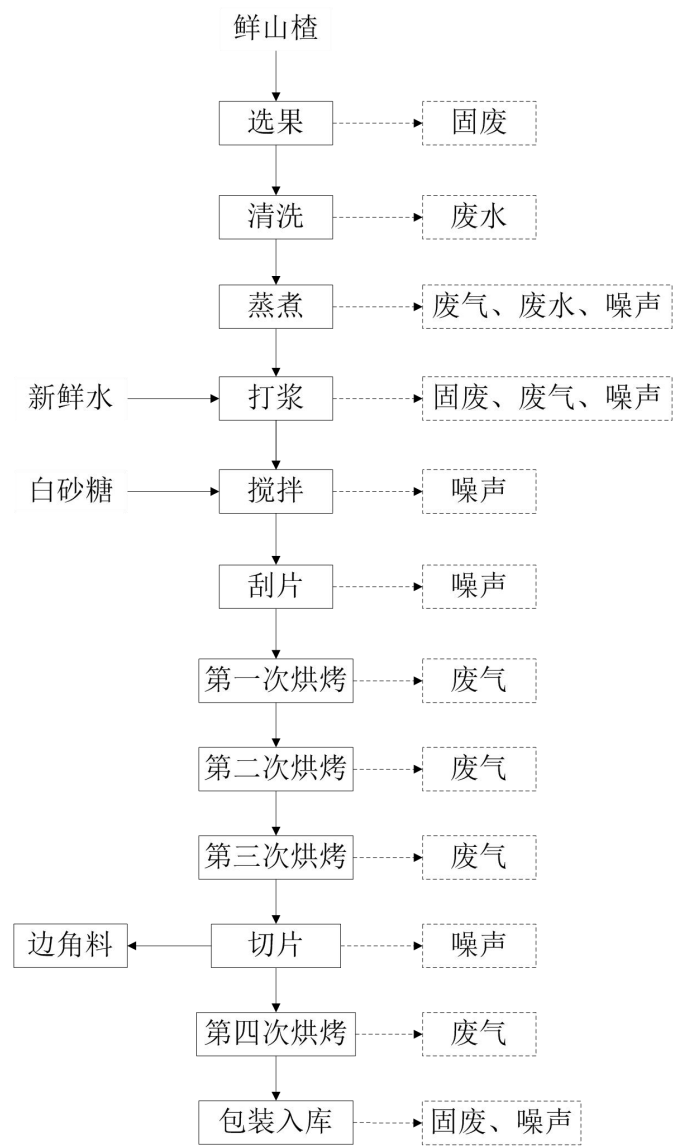 鲜山楂
选果
固废
清洗
废水
蒸煮
废气、废水、噪声
新鲜水
打浆
固废、废气、噪声
白砂糖
搅拌
噪声
刮片
噪声
第一次烘烤
废气
第二次烘烤
废气
第三次烘烤
废气
边角料
切片
噪声
第四次烘烤
废气
包装入库
固废、噪声